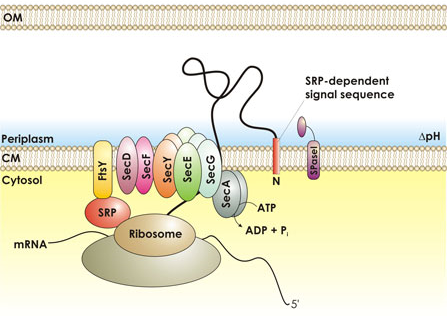 OM
SRP-dependent
signal sequence
Periplasm
ΔpH
CM
Cytosol
FtsY
SecD
SecF
SecY
SecE
SecG
SecA
SPaseI
N
SRP
ATP
ADP + Pi
Ribosome
mRNA
5'